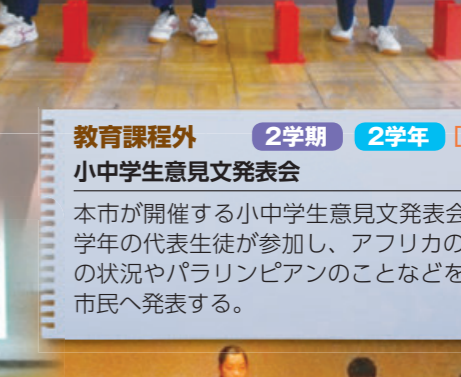 教育課程外 2学期 2学年
小中学生意見文発表会
本市が開催する小中学生意見文発表会
学年の代表生徒が参加し、アフリカの
の状況やパラリンピアンのことなどを
市民へ発表する。